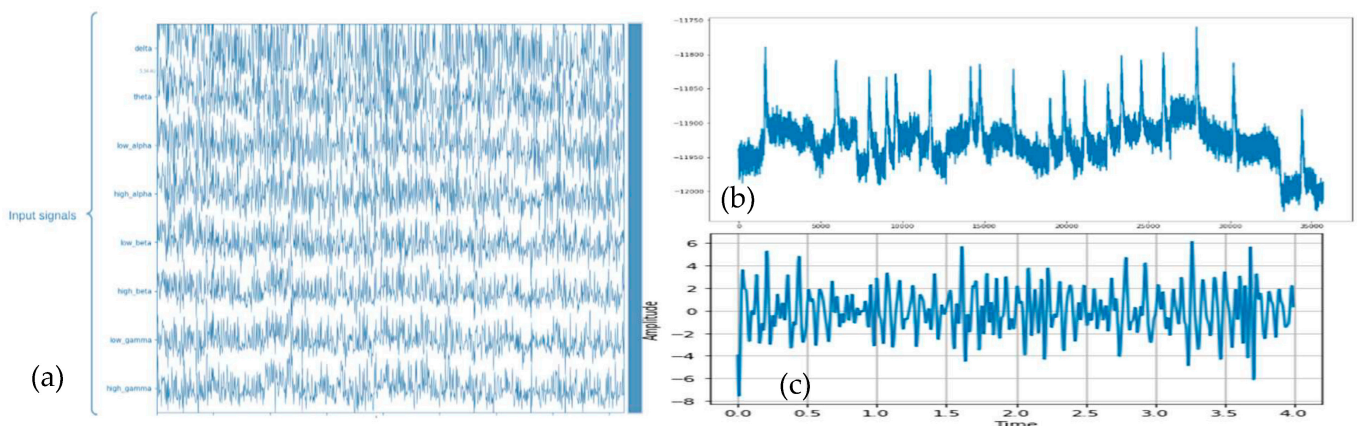 Input signals
delta
theta
low_alpha
high_alpha
low_beta
high_beta
low_gamma
high_gamma
(a)
−11750
−11800
−11850
−11900
−11950
−12000
0
5000
10000
15000
20000
25000
30000
35000
(b)
Amplitude
6
4
2
0
−2
−4
−6
−8
0.0
0.5
1.0
1.5
2.0
2.5
3.0
3.5
4.0
Time
(c)